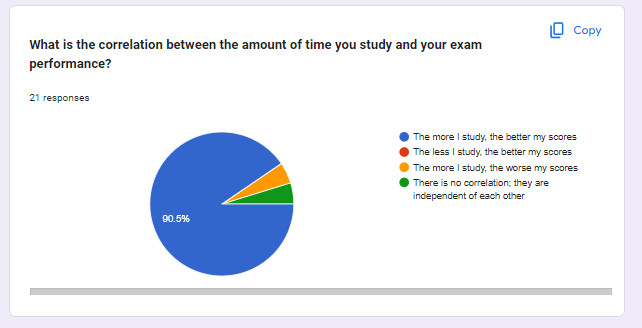 Copy
What is the correlation between the amount of time you study and your exam
performance?
21 responses
90.5%
The more I study, the better my scores
The less I study, the better my scores
The more I study, the worse my scores
There is no correlation; they are
independent of each other